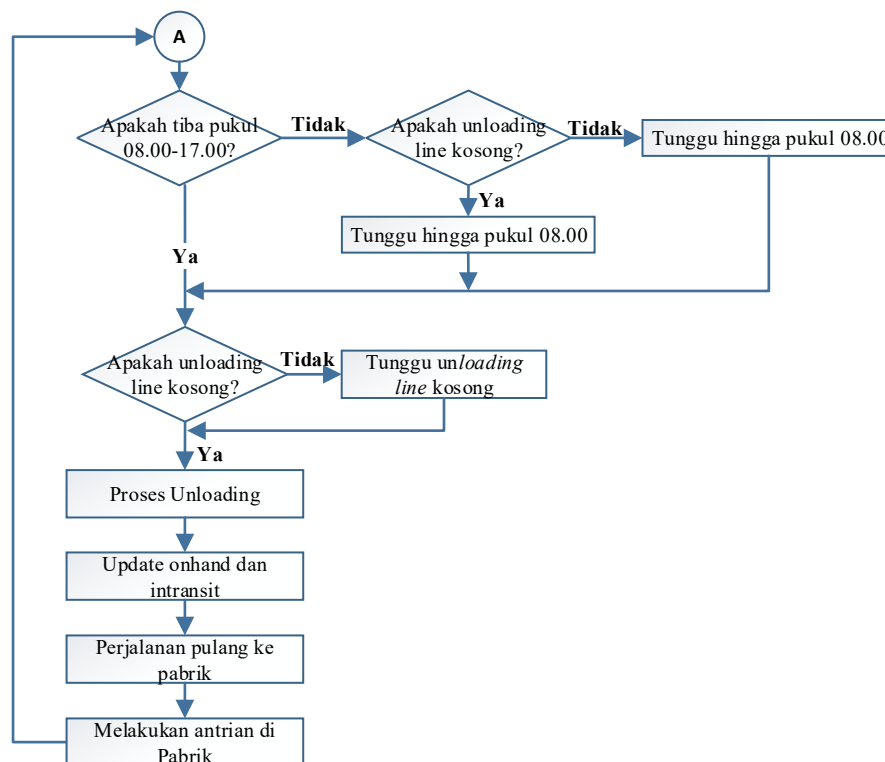 A
Apakah tiba pukul
08.00-17.00?
Tidak
Apakah unloading
line kosong?
Tidak
Tunggu hingga pukul 08.00
Ya
Tunggu hingga pukul 08.00
Ya
Apakah unloading
line kosong?
Tidak
Tunggu unloading
line kosong
Ya
Proses Unloading
Update onhand dan
intransit
Perjalanan pulang ke
pabrik
Melakukan antrian di
Pabrik